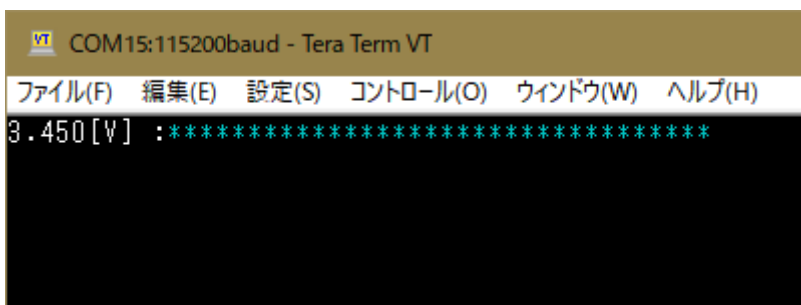 VT COM15:115200baud - Tera Term VT
ファイル(F) 編集(E) 設定(S) コントロール(O) ウィンドウ(W) ヘルプ(H)
3.450[V] :**********************************